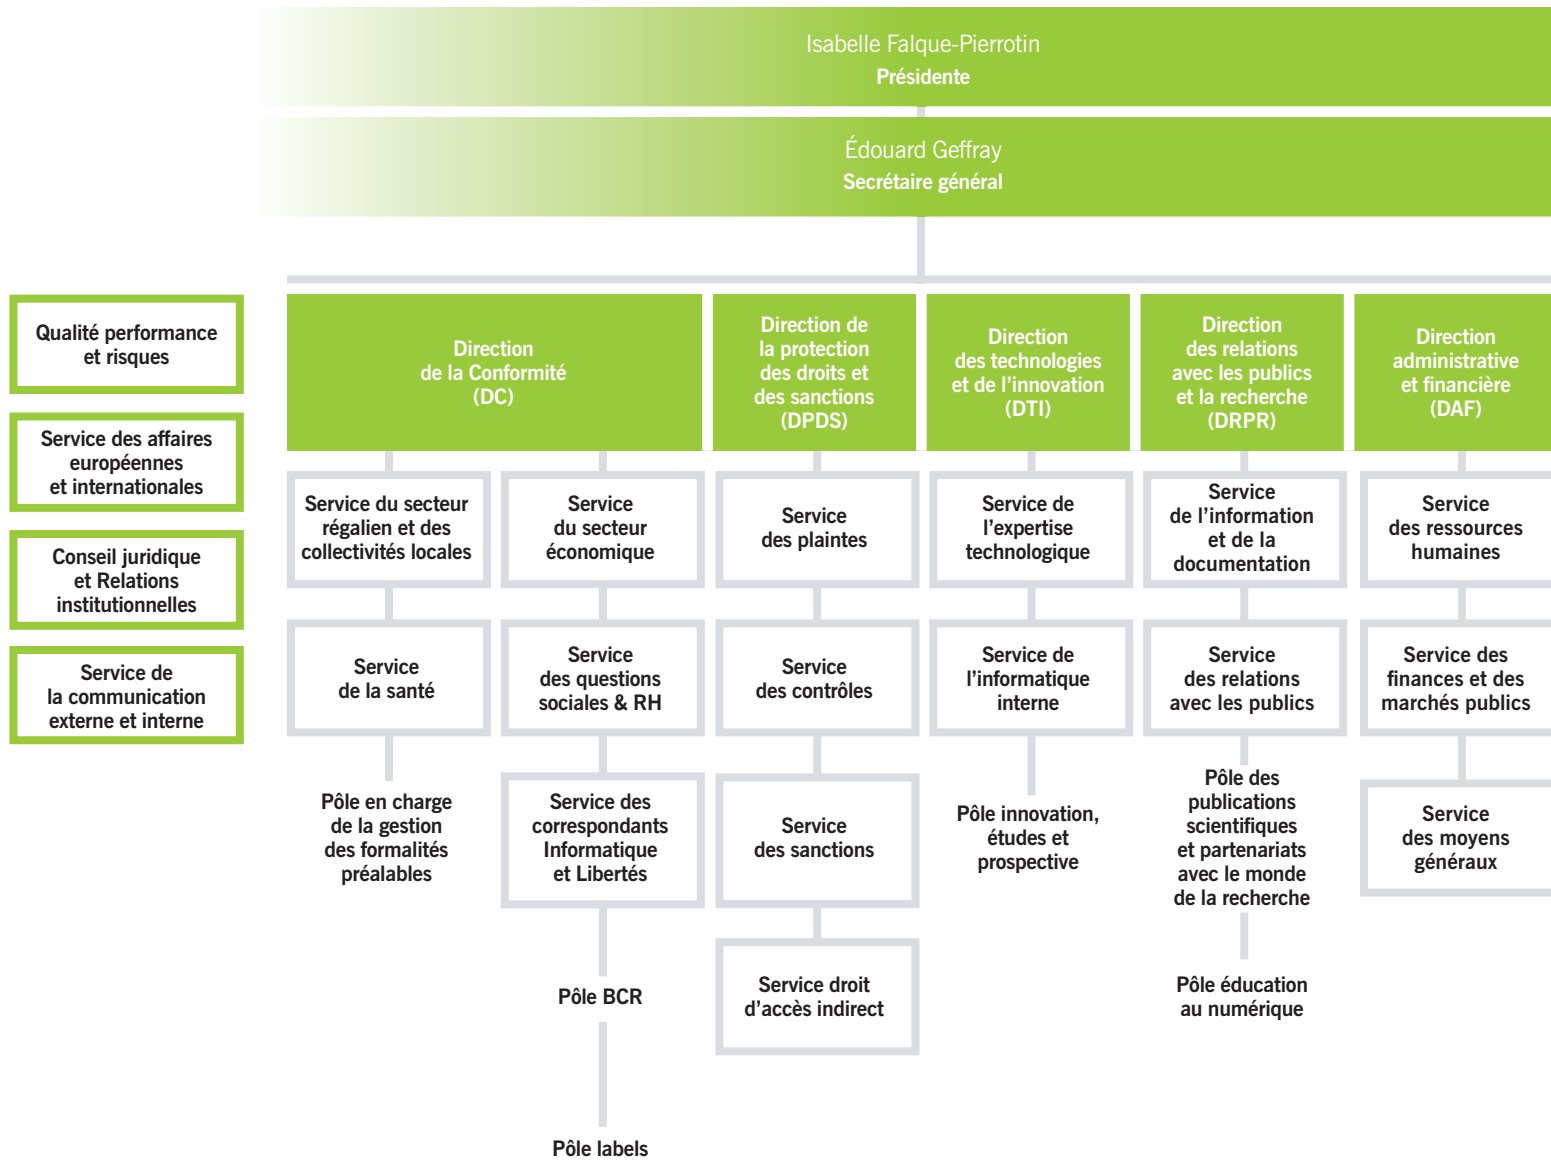 Isabelle Falque-Pierrotin
Présidente
Édouard Geffray
Secrétaire général
Qualité performance
et risques
Service des affaires
européennes
et internationales
Conseil juridique
et Relations
institutionnelles
Service de
la communication
externe et interne
Direction
de la Conformité
(DC)
Service du secteur
régalien et des
collectivités locales
Service
de la santé
Pôle en charge
de la gestion
des formalités
préalables
Service
du secteur
économique
Service
des questions
sociales & RH
Service des
correspondants
Informatique
et Libertés
Pôle BCR
Pôle labels
Direction de
la protection
des droits et
des sanctions
(DPDS)
Service
des plaintes
Service
des contrôles
Service
des sanctions
Service droit
d’accès indirect
Direction
des technologies
et de l’innovation
(DTI)
Service de
l’expertise
technologique
Service de
l’informatique
interne
Pôle innovation,
études et
prospective
Direction
des relations
avec les publics
et la recherche
(DRPR)
Service
de l’information
et de la
documentation
Service
des relations
avec les publics
Pôle des
publications
scientifiques
et partenariats
avec le monde
de la recherche
Pôle éducation
au numérique
Direction
administrative
et financière
(DAF)
Service
des ressources
humaines
Service des
finances et des
marchés publics
Service
des moyens
généraux